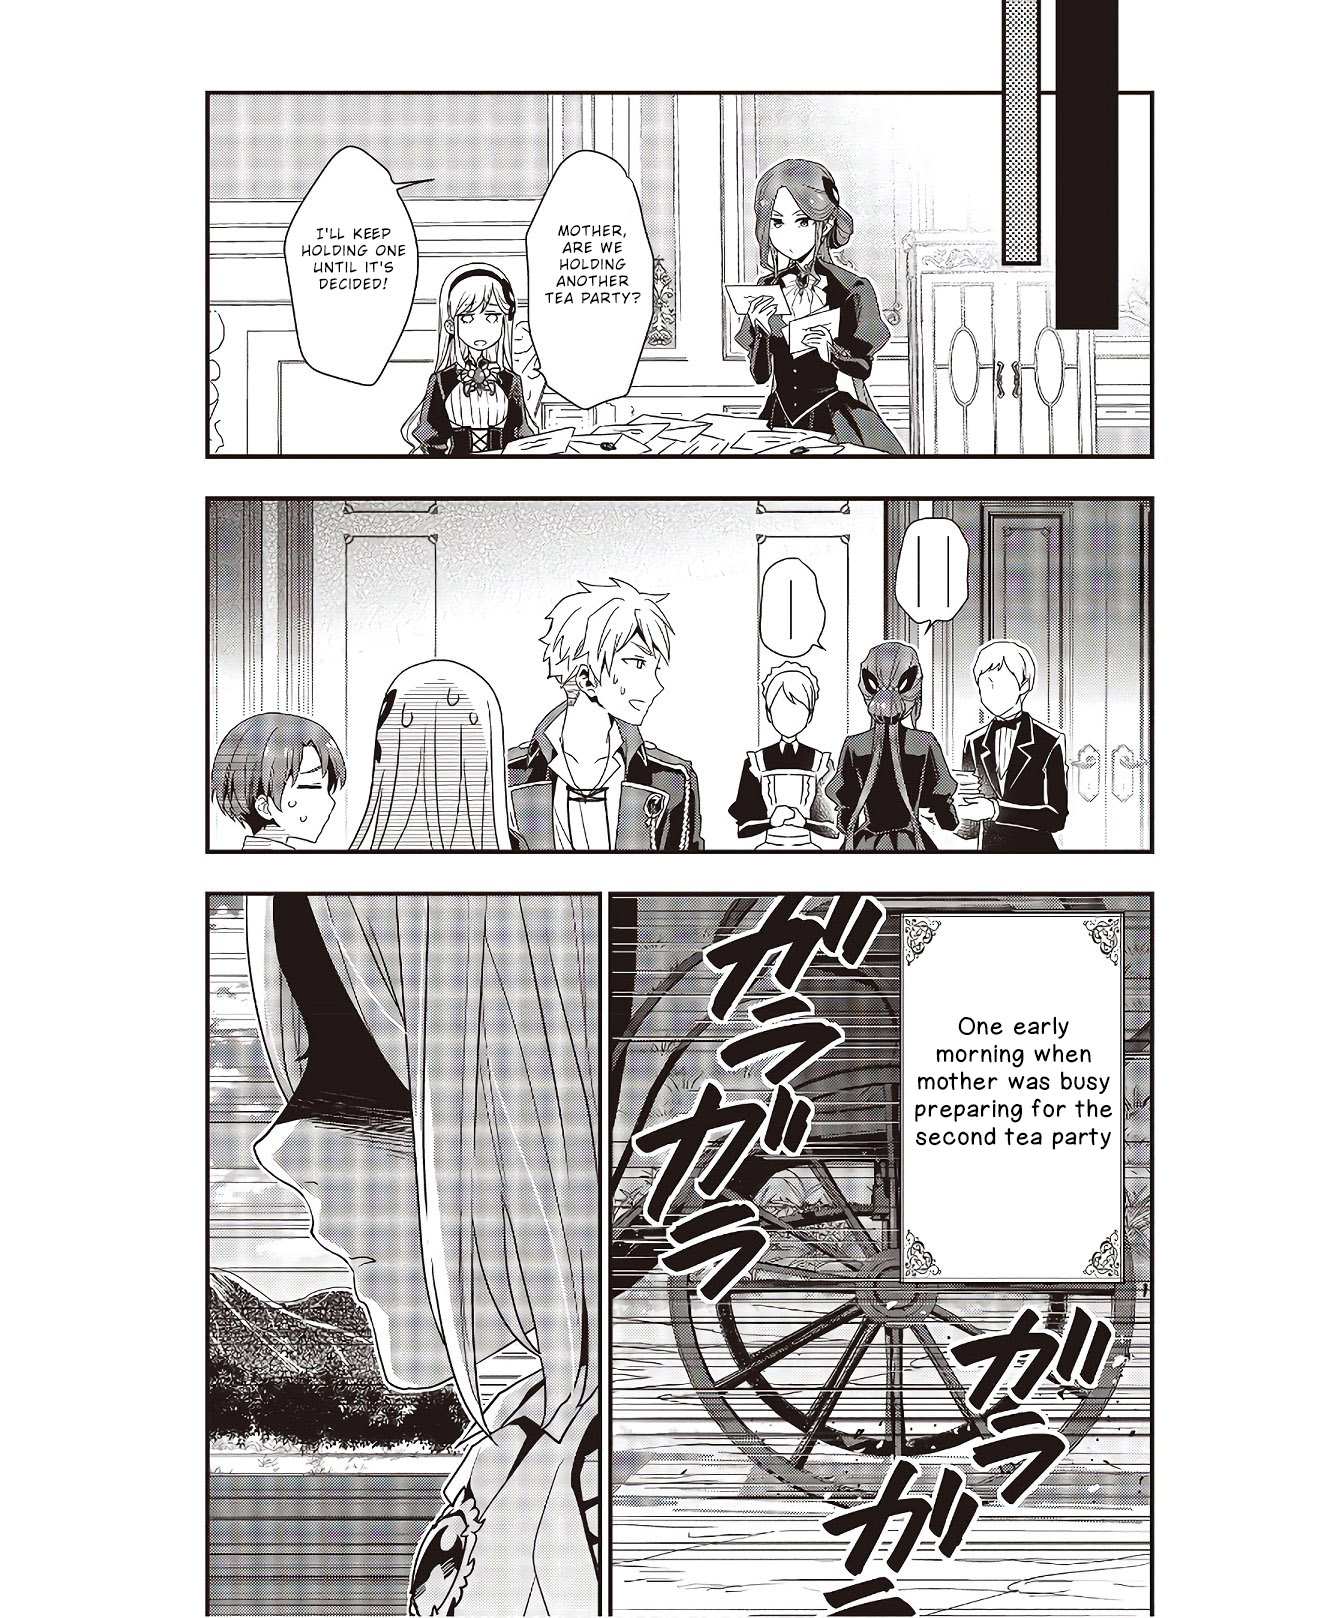 MOTHER,
ARE WE
HOLDING
ANOTHER
TEA PARTY?
I'LL KEEP
HOLDING ONE
UNTIL IT'S
DECIDED!
One early
morning when
mother was busy
preparing for the
second tea party
ガラガラ
ガラガラ